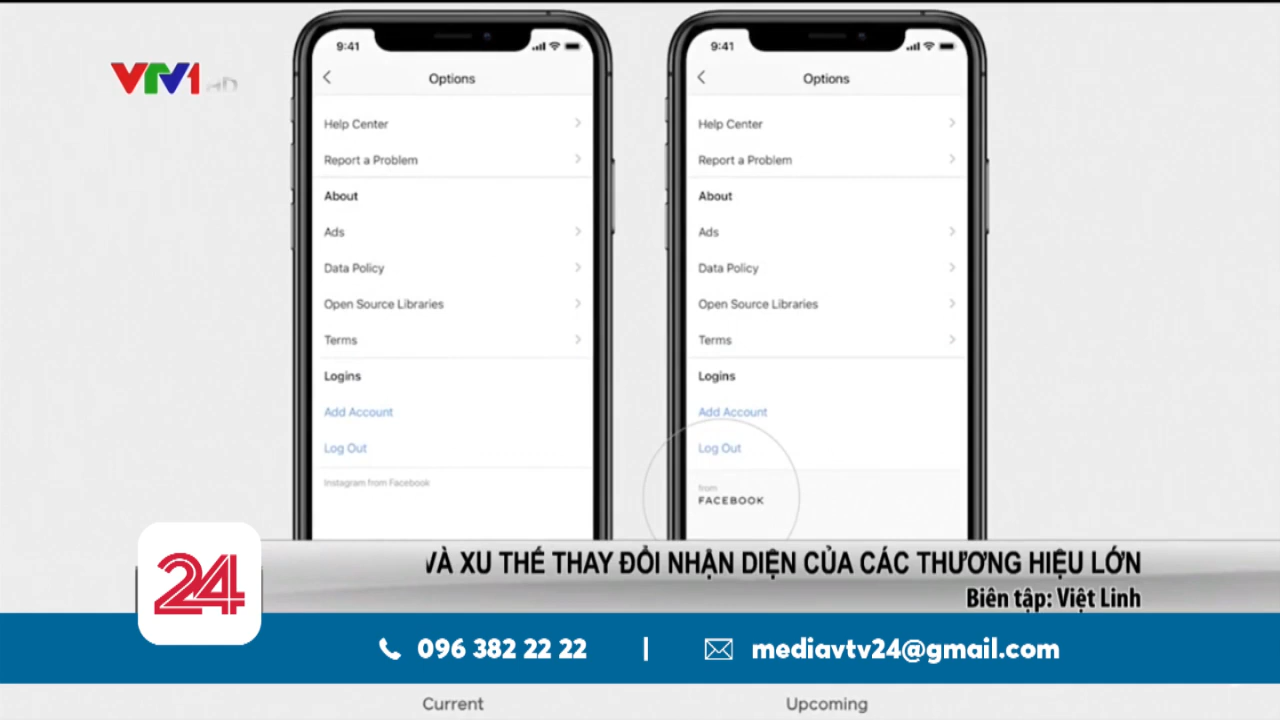 VTV1 HD
9:41
Options
Help Center
Report a Problem
About
Ads
Data Policy
Open Source Libraries
Terms
Logins
Add Account
Log Out
Instagram from Facebook
9:41
Options
Help Center
Report a Problem
About
Ads
Data Policy
Open Source Libraries
Terms
Logins
Add Account
Log Out
from
FACEBOOK
24
VÀ XU THẾ THAY ĐỔI NHẬN DIỆN CỦA CÁC THƯƠNG HIỆU LỚN
Biên tập: Việt Linh
096 382 22 22 | mediavtv24@gmail.com
Current
Upcoming